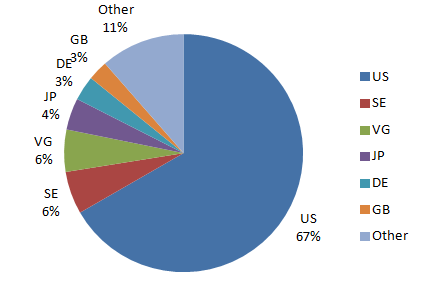 Other
11%
GB
3%
DE
3%
JP
4%
VG
6%
SE
6%
US
67%
US
SE
VG
JP
DE
GB
Other